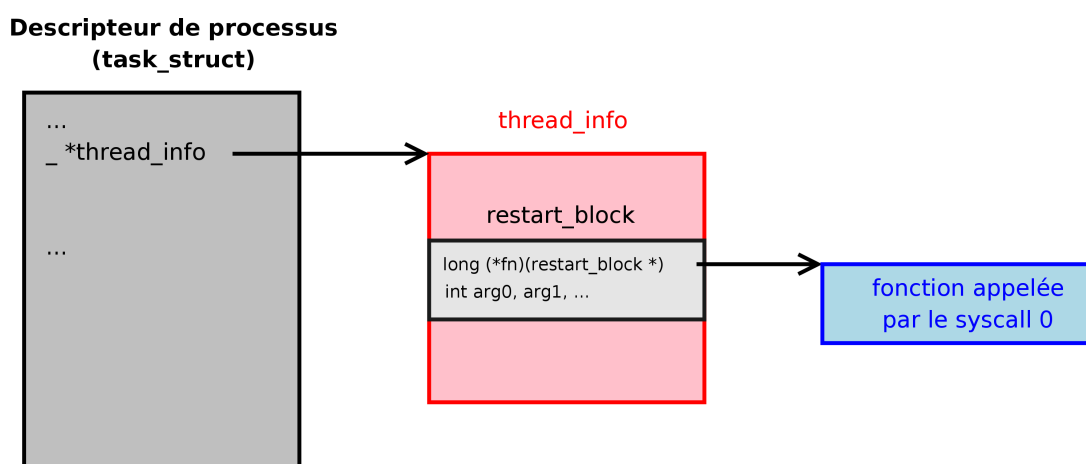 Descripteur de processus
(task_struct)
...
_ *thread_info
...
thread_info
restart_block
long (*fn)(restart_block *)
int arg0, arg1, ...
fonction appelée
par le syscall 0